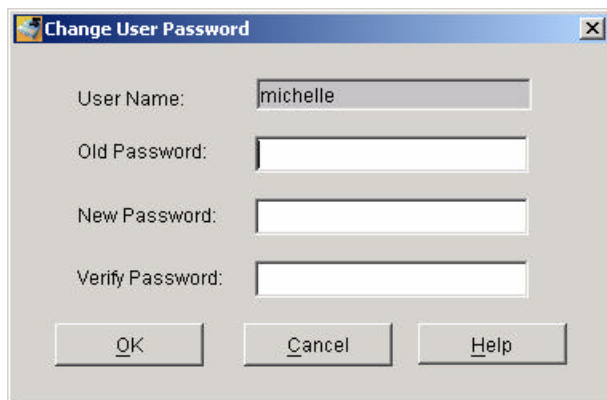 Change User Password
User Name: michelle
Old Password:
New Password:
Verify Password:
OK Cancel Help